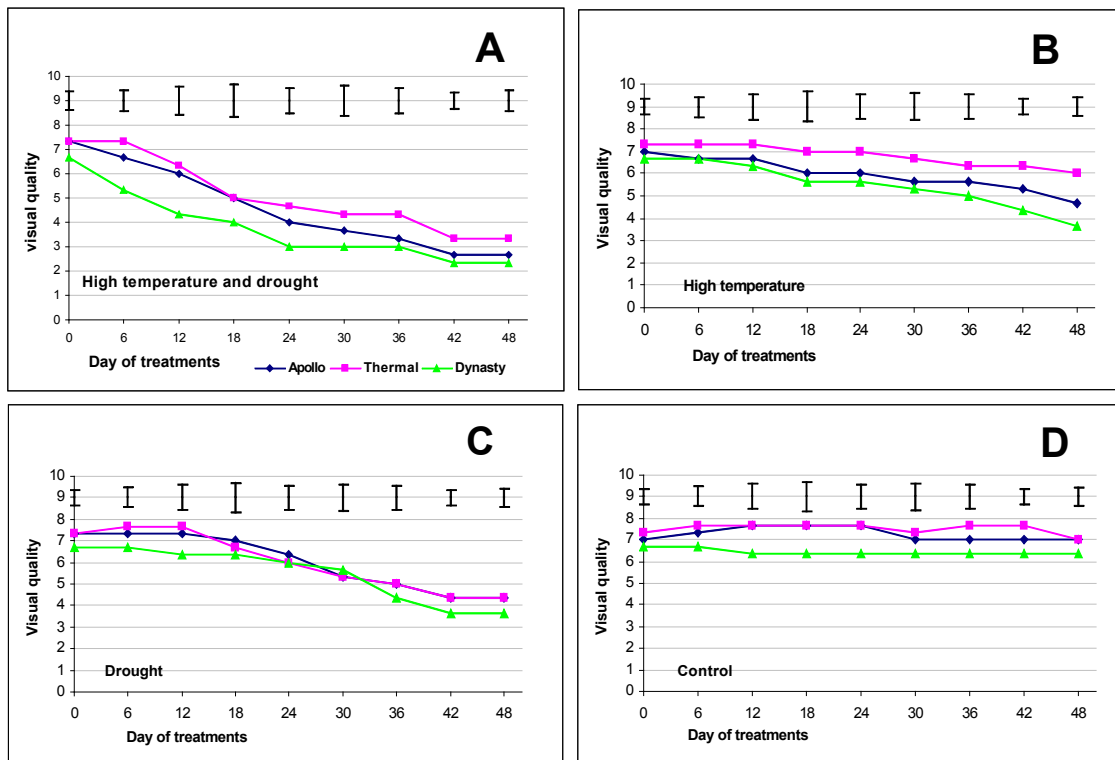 A
10
9
8
7
6
5
4
3
2
1
0
visual quality
High temperature and drought
0 6 12 18 24 30 36 42 48
Day of treatments
Apollo Thermal Dynasty
B
10
9
8
7
6
5
4
3
2
1
0
Visual quality
High temperature
0 6 12 18 24 30 36 42 48
Day of treatments
C
10
9
8
7
6
5
4
3
2
1
0
Visual quality
Drought
0 6 12 18 24 30 36 42 48
Day of treatments
D
10
9
8
7
6
5
4
3
2
1
0
Visual quality
Control
0 6 12 18 24 30 36 42 48
Day of treatments